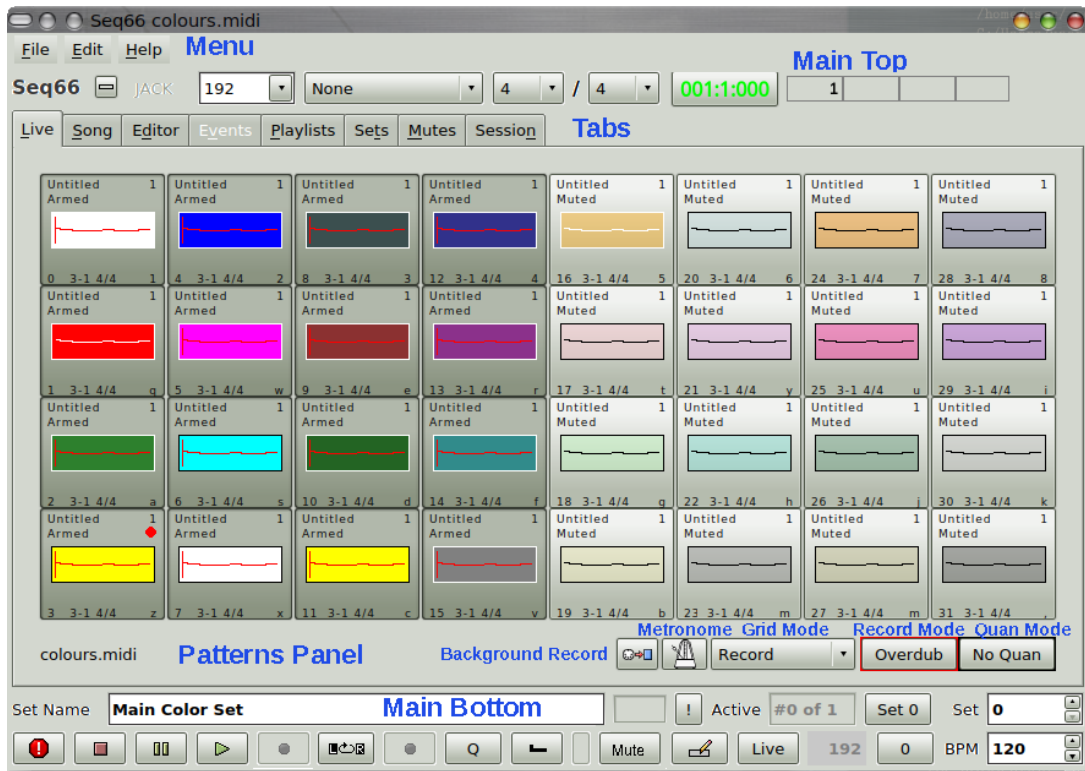 Seq66 colours.midi
File Edit Help Menu
Main Top
Seq66 JACK 192 None 4 / 4 001:1:000 1
Live Song Editor Events Playlists Sets Mutes Session Tabs
Untitled 1 Untitled 1 Untitled 1 Untitled 1 Untitled 1 Untitled 1 Untitled 1 Untitled 1
Armed Armed Armed Armed Muted Muted Muted Muted
0 3-1 4/4 1 4 3-1 4/4 2 8 3-1 4/4 3 12 3-1 4/4 4 16 3-1 4/4 5 20 3-1 4/4 6 24 3-1 4/4 7 28 3-1 4/4 8
Untitled 1 Untitled 1 Untitled 1 Untitled 1 Untitled 1 Untitled 1 Untitled 1 Untitled 1
Armed Armed Armed Armed Muted Muted Muted Muted
1 3-1 4/4 q 5 3-1 4/4 w 9 3-1 4/4 e 13 3-1 4/4 r 17 3-1 4/4 t 21 3-1 4/4 y 25 3-1 4/4 u 29 3-1 4/4 i
Untitled 1 Untitled 1 Untitled 1 Untitled 1 Untitled 1 Untitled 1 Untitled 1 Untitled 1
Armed Armed Armed Armed Muted Muted Muted Muted
2 3-1 4/4 a 6 3-1 4/4 s 10 3-1 4/4 d 14 3-1 4/4 f 18 3-1 4/4 g 22 3-1 4/4 h 26 3-1 4/4 j 30 3-1 4/4 k
Untitled 1 Untitled 1 Untitled 1 Untitled 1 Untitled 1 Untitled 1 Untitled 1 Untitled 1
Armed Armed Armed Armed Muted Muted Muted Muted
3 3-1 4/4 z 7 3-1 4/4 x 11 3-1 4/4 c 15 3-1 4/4 v 19 3-1 4/4 b 23 3-1 4/4 m 27 3-1 4/4 m 31 3-1 4/4 ,
Metronome Grid Mode Record Mode Quan Mode
colours.midi Patterns Panel Background Record Record Overdub No Quan
Set Name Main Color Set Main Bottom ! Active #0 of 1 Set 0 Set 0
Q Mute Live 192 0 BPM 120